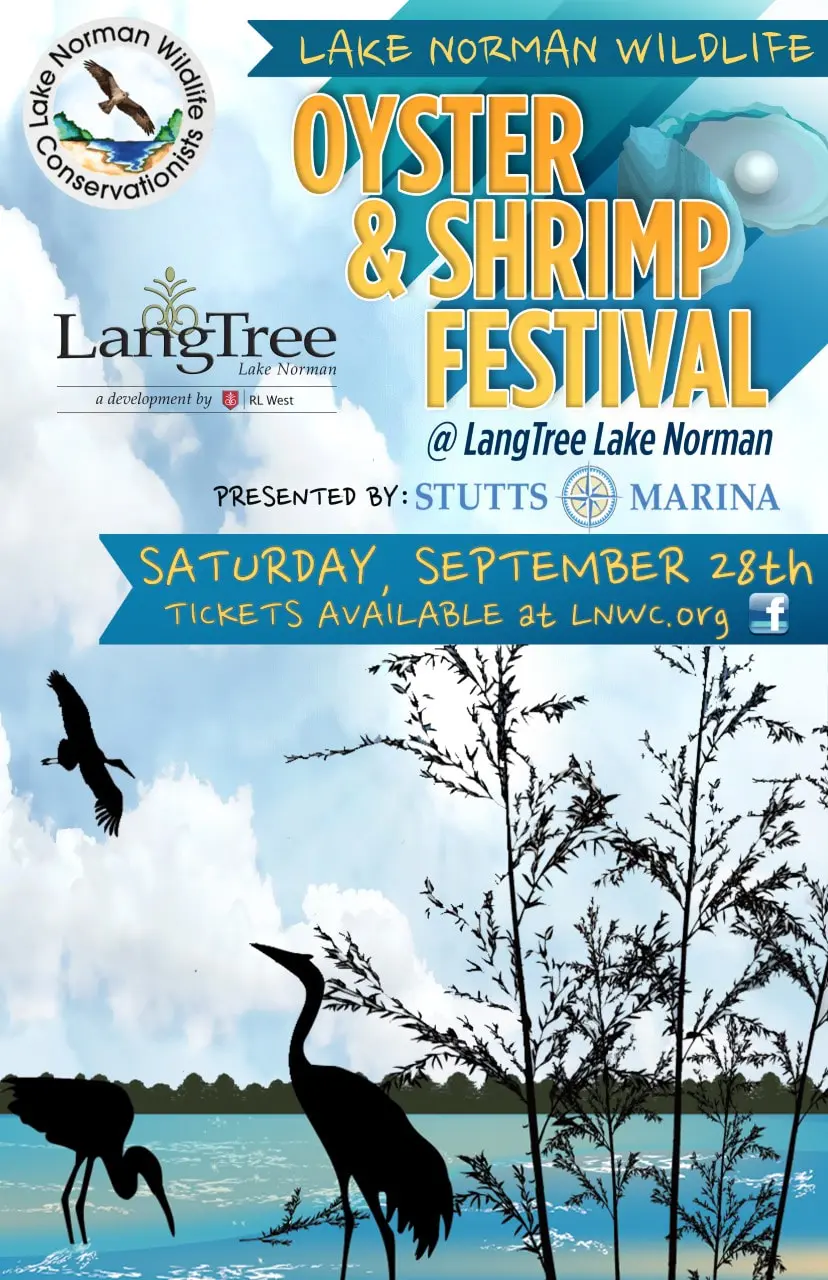 Lake Norman Wildlife
Conservationists
LAKE NORMAN WILDLIFE
OYSTER
& SHRIMP
FESTIVAL
@ LangTree Lake Norman
LangTree
Lake Norman
a development by RL West
PRESENTED BY: STUTTS MARINA
SATURDAY, SEPTEMBER 28th
TICKETS AVAILABLE at LNWC.org f